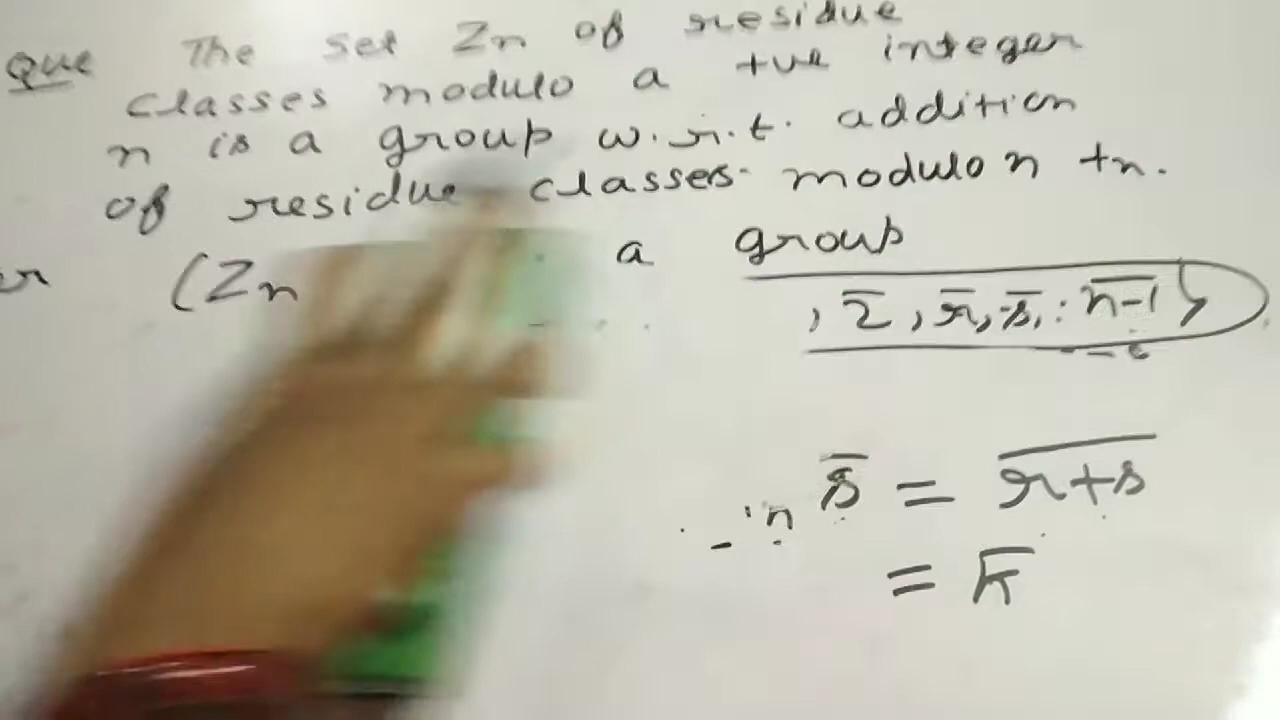 Que The set Zn of residue
classes modulo a +ve integer
n is a group w.r.t. addition
of residue classes modulo n +n.
(Zn a group
, 2̅, r̅, s̅, : n-1̅ }
n s̅ = r+s̅
= k̅